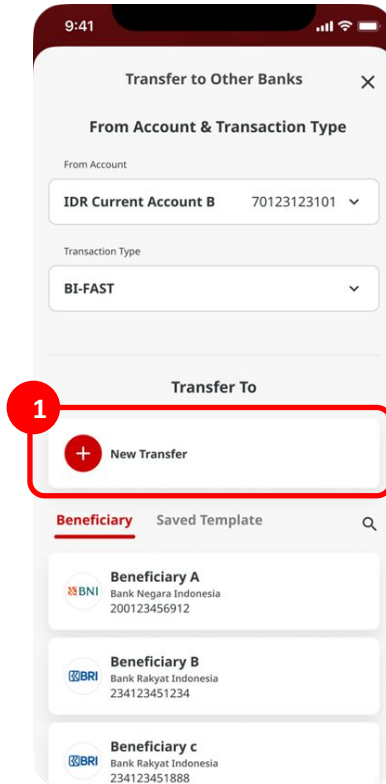 9:41
Transfer to Other Banks
From Account & Transaction Type
From Account
IDR Current Account B 70123123101
Transaction Type
BI-FAST
Transfer To
1
New Transfer
Beneficiary Saved Template
Beneficiary A
BNI Bank Negara Indonesia
200123456912
Beneficiary B
BRI Bank Rakyat Indonesia
234123451234
Beneficiary c
BRI Bank Rakyat Indonesia
234123451888